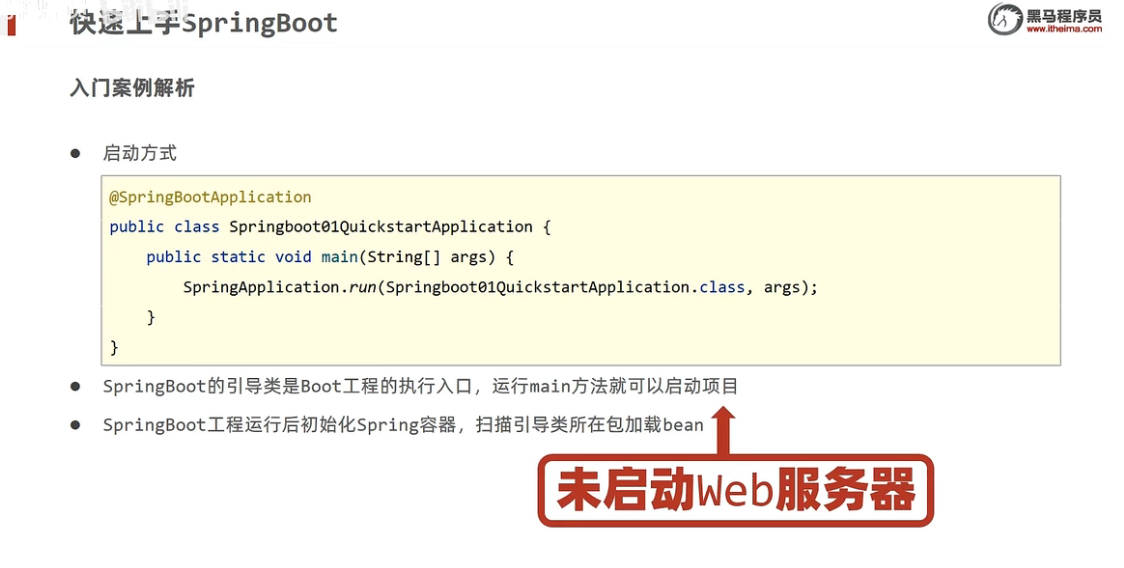 快速上手SpringBoot
黑马程序员
www.itheima.com
入门案例解析
● 启动方式
@SpringBootApplication
public class Springboot01QuickstartApplication {
    public static void main(String[] args) {
        SpringApplication.run(Springboot01QuickstartApplication.class, args);
    }
}
● SpringBoot的引导类是Boot工程的执行入口，运行main方法就可以启动项目
● SpringBoot工程运行后初始化Spring容器，扫描引导类所在包加载bean
未启动Web服务器